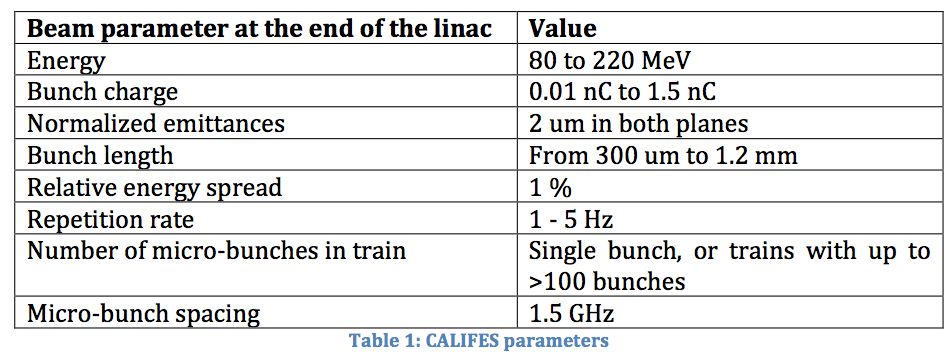 Beam parameter at the end of the linac Value
Energy 80 to 220 MeV
Bunch charge 0.01 nC to 1.5 nC
Normalized emittances 2 um in both planes
Bunch length From 300 um to 1.2 mm
Relative energy spread 1 %
Repetition rate 1 - 5 Hz
Number of micro-bunches in train Single bunch, or trains with up to
>100 bunches
Micro-bunch spacing 1.5 GHz
Table 1: CALIFES parameters